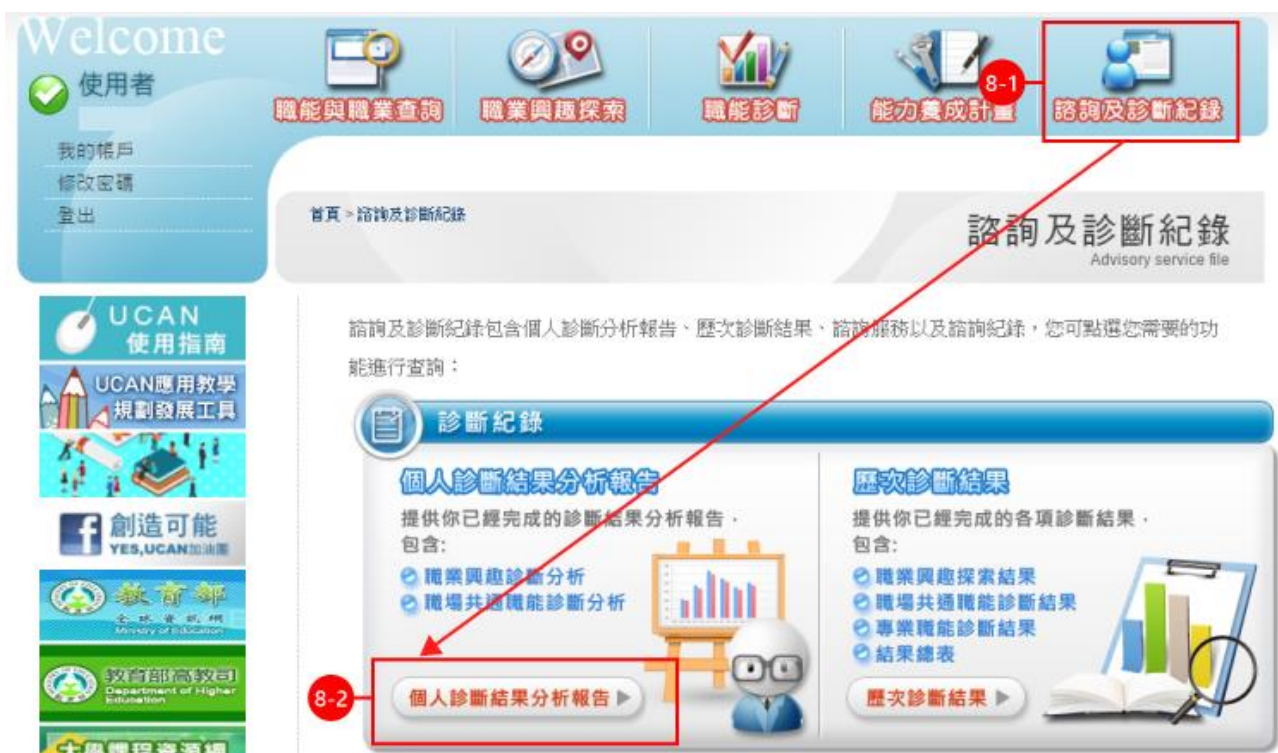 Welcome
使用者
我的帳戶
修改密碼
登出
職能與職業查詢
職業興趣探索
職能診斷
能力養成計畫
8-1
諮詢及診斷紀錄
首頁 > 諮詢及診斷紀錄
諮詢及診斷紀錄
Advisory service file
UCAN
使用指南
UCAN應用教學
規劃發展工具
創造可能
YES,UCAN加油團
教育部
全球資訊網
Ministry of Education
教育部高教司
Department of Higher
Education
大學課程資源網
諮詢及診斷紀錄包含個人診斷分析報告、歷次診斷結果、諮詢服務以及諮詢紀錄,您可點選您需要的功
能進行查詢:
診斷紀錄
個人診斷結果分析報告
提供你已經完成的診斷結果分析報告.
包含:
職業興趣診斷分析
職場共通職能診斷分析
8-2
個人診斷結果分析報告
歷次診斷結果
提供你已經完成的各項診斷結果.
包含:
職業興趣探索結果
職場共通職能診斷結果
專業職能診斷結果
結果總表
歷次診斷結果